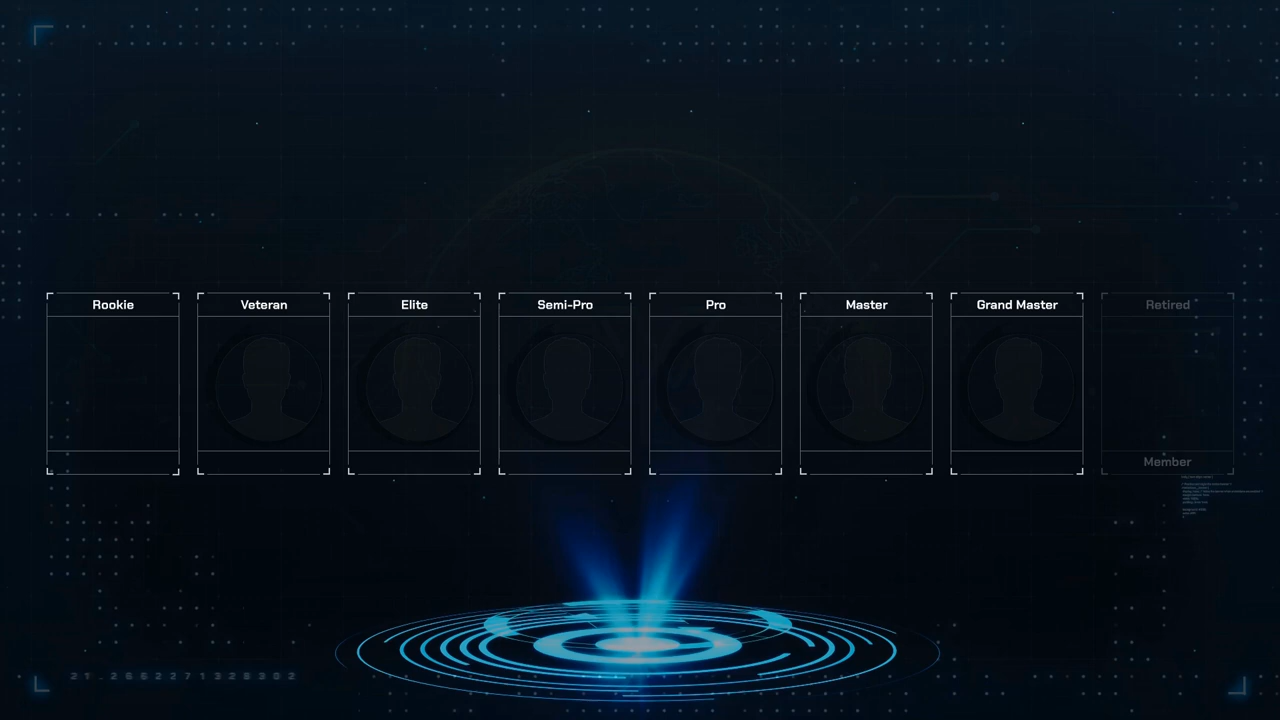 Rookie
Veteran
Elite
Semi-Pro
Pro
Master
Grand Master
Retired
Member